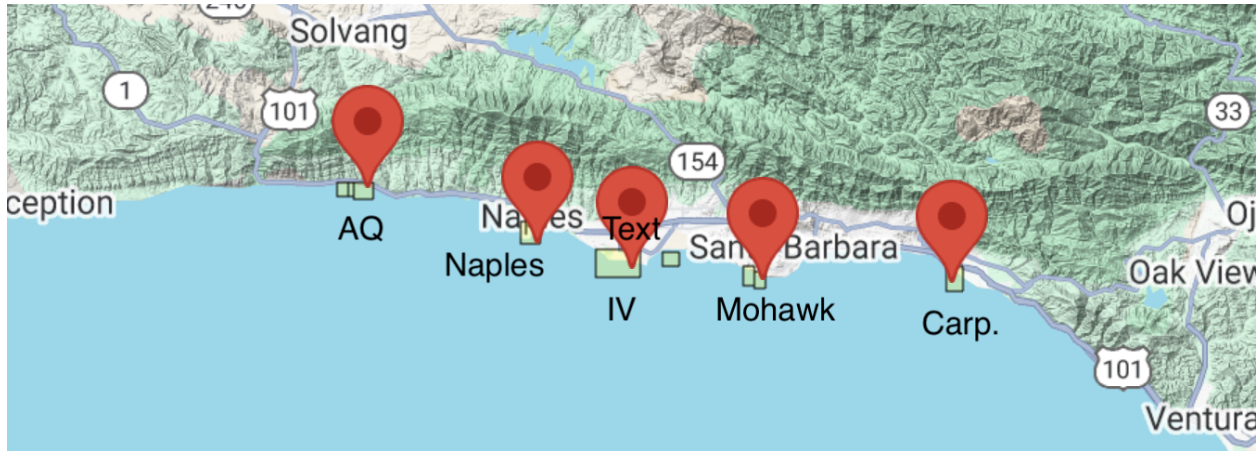 246
Solvang
1
101
33
154
ception
AQ
Naples
Text
Santa Barbara
Oj
Naples
IV
Mohawk
Carp.
Oak View
101
Ventura